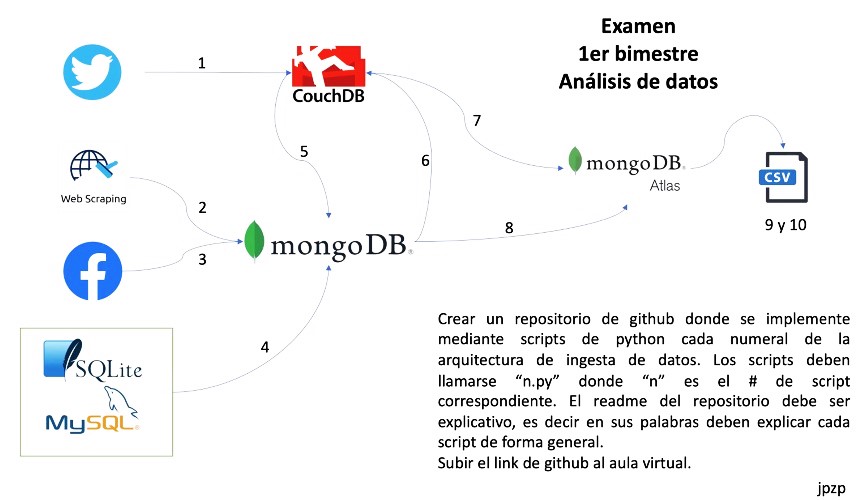 Examen
1er bimestre
Análisis de datos
1
CouchDB
7
5
6
mongoDB
Atlas
CSV
9 y 10
Web Scraping
2
mongoDB
8
3
4
SQLite
MySQL
Crear un repositorio de github donde se implemente
mediante scripts de python cada numeral de la
arquitectura de ingesta de datos. Los scripts deben
llamarse “n.py” donde “n” es el # de script
correspondiente. El readme del repositorio debe ser
explicativo, es decir en sus palabras deben explicar cada
script de forma general.
Subir el link de github al aula virtual.
jpzp